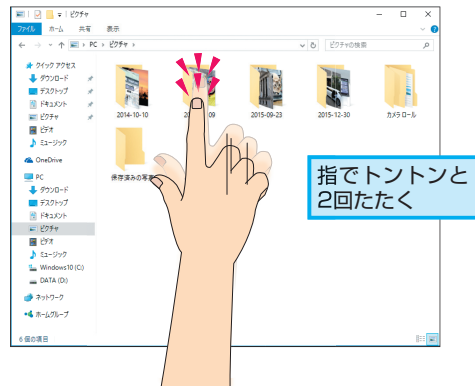 ピクチャ
ファイル ホーム 共有 表示
PC ピクチャ ピクチャの検索
クイック アクセス
ダウンロード
デスクトップ
ドキュメント
ピクチャ
ビデオ
ミュージック
OneDrive
PC
ダウンロード
デスクトップ
ドキュメント
ピクチャ
ビデオ
ミュージック
Windows10 (C:)
DATA (D:)
ネットワーク
ホームグループ
2014-10-10 2015-09-23 2015-12-30 カメラロール
保存済みの写真
指でトントンと
2回たたく
6 個の項目